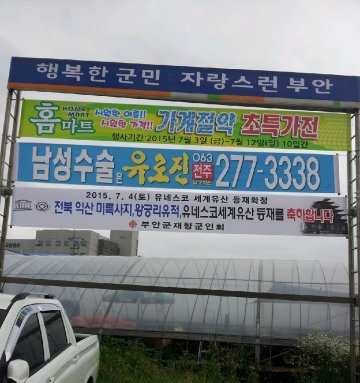 행복한 군민 자랑스런 부안
HOME MART 시원한 여름!! 가계절약 초득가전
홈마트 시원한 가격!!
행사기간:2015년 7월 3일 (금)~7월 12일(일) 10일간
남성수술은 유로진 063 전주 277-3338
2015. 7. 4(토) 유네스코 세계유산 등재확정
전북 익산 미륵사지,왕궁리유적, 유네스코세계유산 등재를 축하합니다
부안군재향군인회